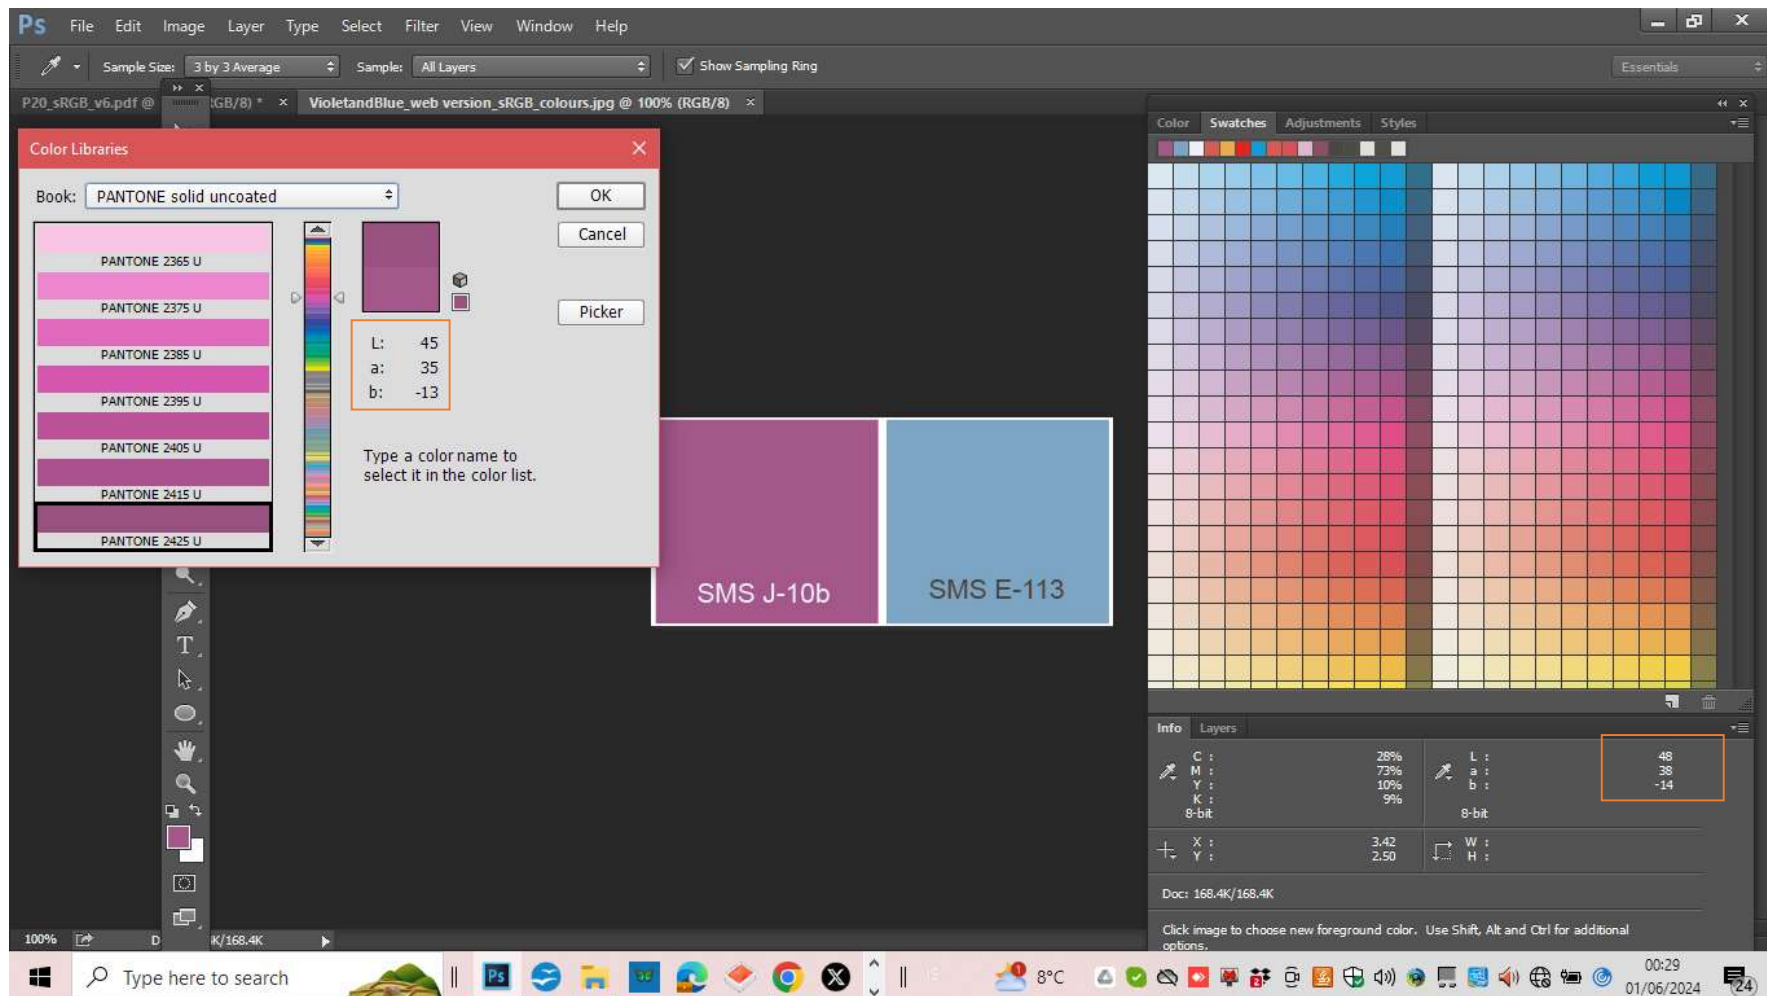 Ps File Edit Image Layer Type Select Filter View Window Help
Sample Size: 3 by 3 Average Sample: All Layers Show Sampling Ring Essentials
P20_sRGB_v6.pdf @ GB/8) * × VioletandBlue_web version_sRGB_colours.jpg @ 100% (RGB/8) ×
Color Libraries
Book: PANTONE solid uncoated
OK
Cancel
Picker
PANTONE 2365 U
PANTONE 2375 U
PANTONE 2385 U
PANTONE 2395 U
PANTONE 2405 U
PANTONE 2415 U
PANTONE 2425 U
L: 45
a: 35
b: -13
Type a color name to
select it in the color list.
SMS J-10b
SMS E-113
Color Swatches Adjustments Styles
Info Layers
C : 28%
M : 73%
Y : 10%
K : 9%
8-bit
L : 48
a : 38
b : -14
8-bit
X : 3.42
Y : 2.50
W :
H :
Doc: 168.4K/168.4K
Click image to choose new foreground color. Use Shift, Alt and Ctrl for additional
options.
100% D K/168.4K
Type here to search
Ps
8°C
00:29
01/06/2024
24